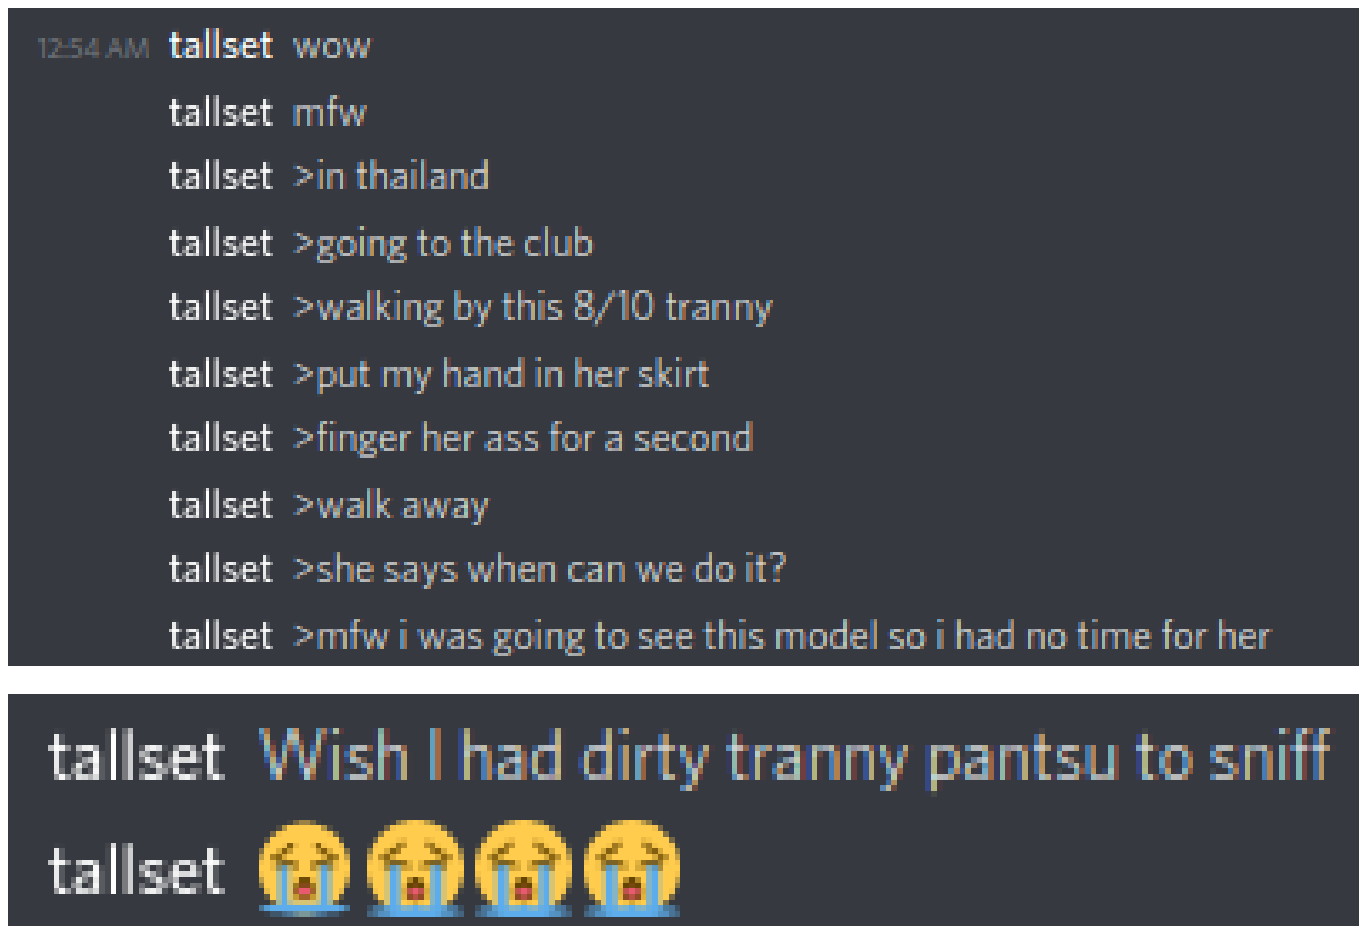 12:54 AM tallset wow
tallset mfw
tallset >in thailand
tallset >going to the club
tallset >walking by this 8/10 tranny
tallset >put my hand in her skirt
tallset >finger her ass for a second
tallset >walk away
tallset >she says when can we do it?
tallset >mfw i was going to see this model so i had no time for her
tallset Wish I had dirty tranny pantsu to sniff
tallset 😭😭😭😭